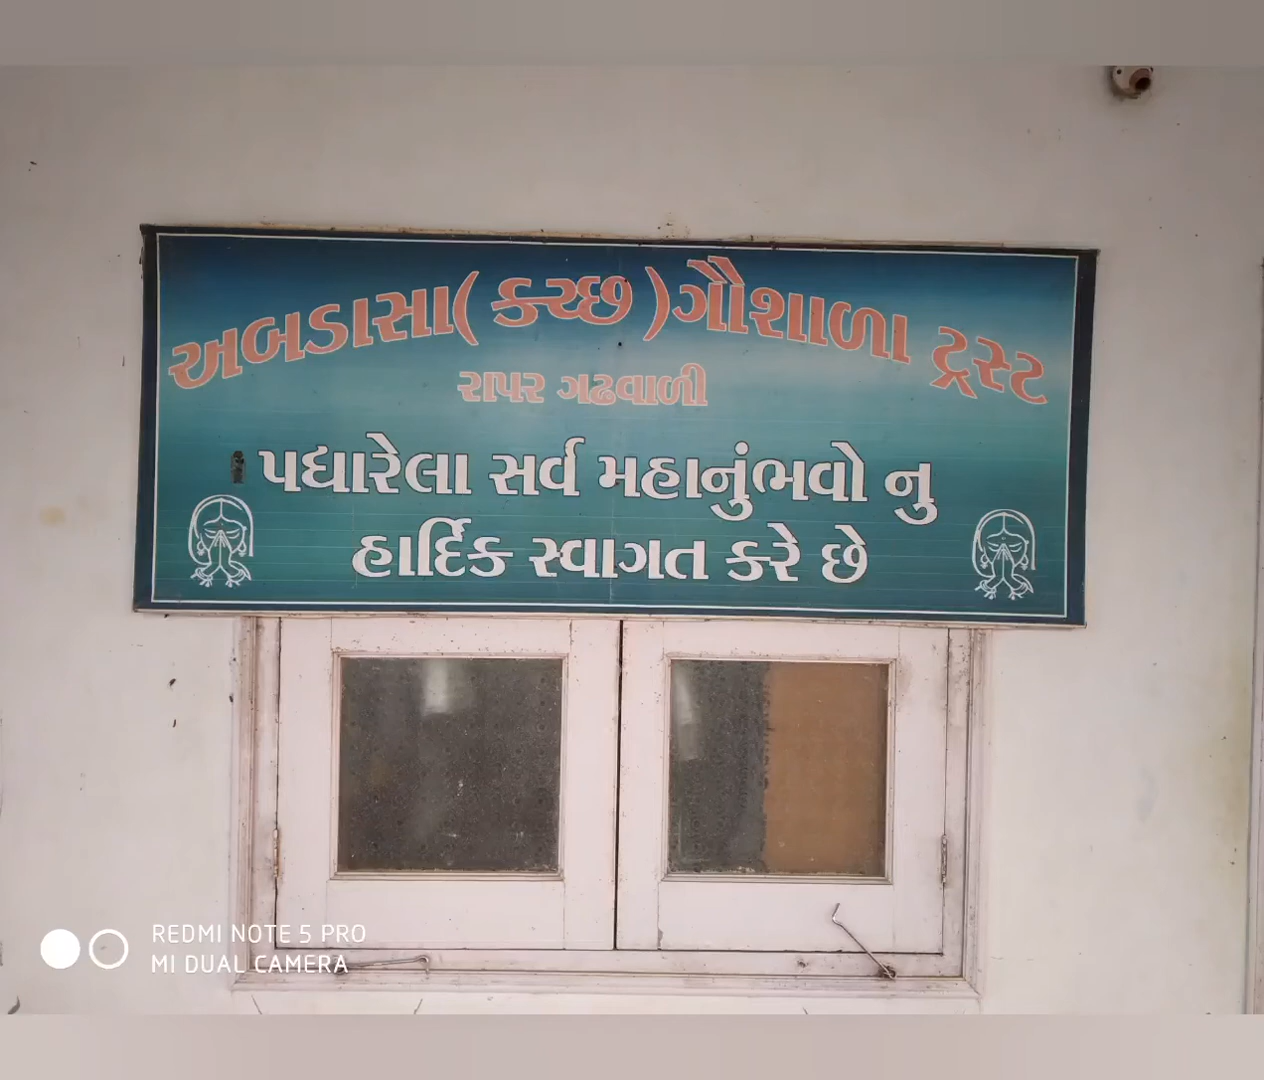 અબડાસા ( કચ્છ ) ગૌશાળા ટ્રસ્ટ
રાપર ગઢવાળી
પધારેલા સર્વ મહાનુંભવો નુ
હાર્દિક સ્વાગત કરે છે
REDMI NOTE 5 PRO
MI DUAL CAMERA